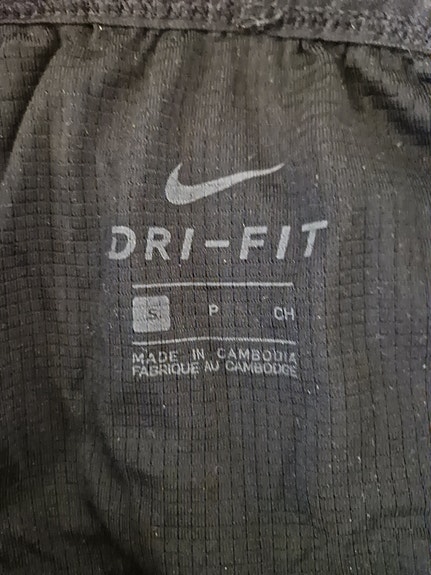 DRI-FIT
S P CH
MADE IN CAMBODIA
FABRIQUE AU CAMBODGE